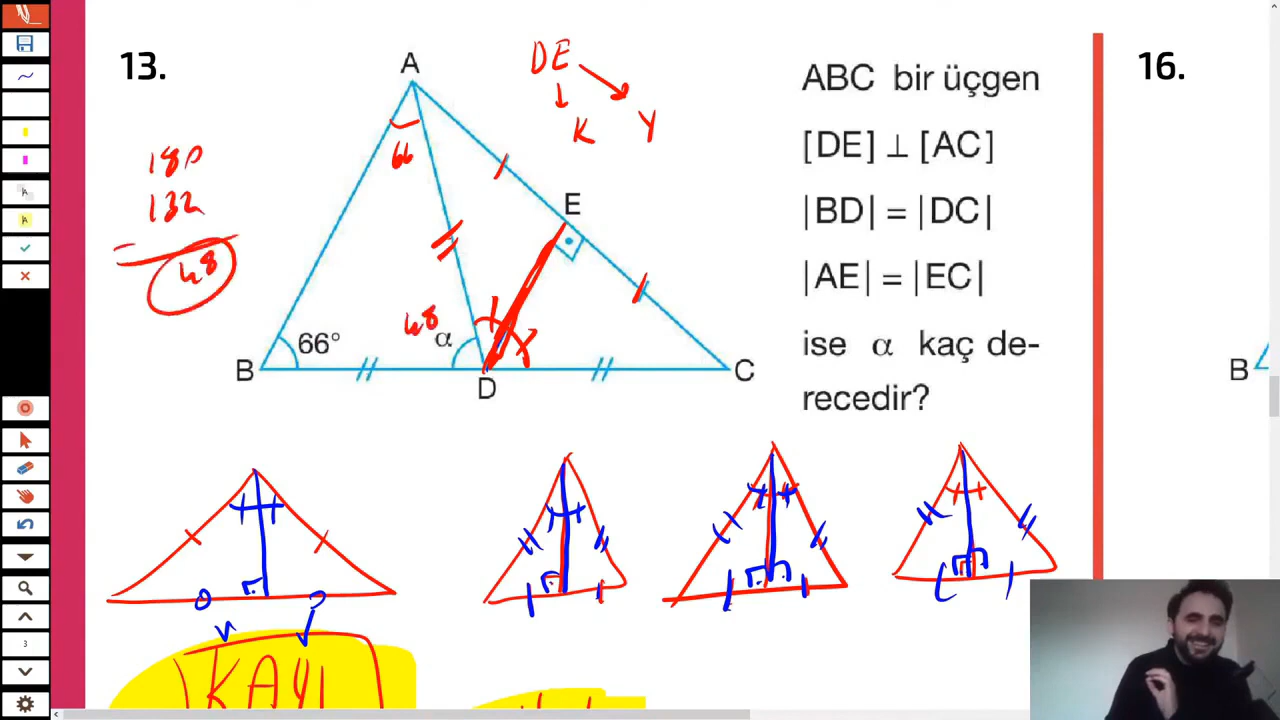 13.
A
DE
K
Y
180
132
48
66
E
66°
48
α
B
D
C
ABC bir üçgen
[DE] ⊥ [AC]
|BD| = |DC|
|AE| = |EC|
ise α kaç de-
recedir?
16.
B
KAYI
3